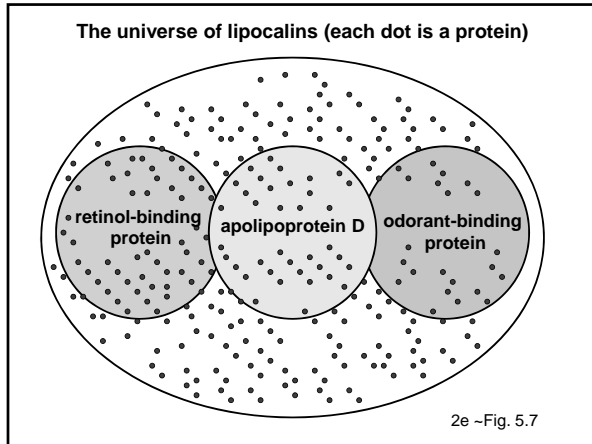 The universe of lipocalins (each dot is a protein)
retinol-binding
protein
apolipoprotein D
odorant-binding
protein
2e ~Fig. 5.7